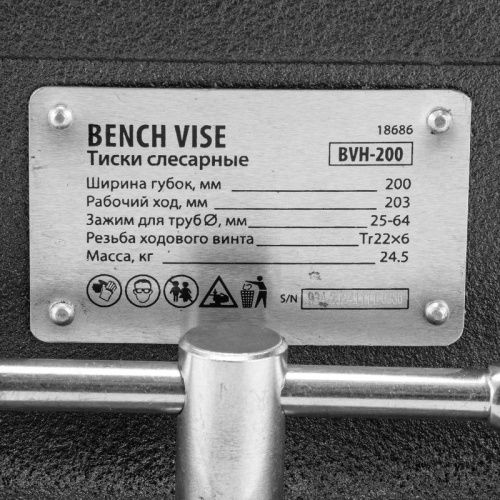 BENCH VISE
18686
Тиски слесарные
BVH-200
Ширина губок, мм 200
Рабочий ход, мм 203
Зажим для труб Ø, мм 25-64
Резьба ходового винта Tr22×6
Масса, кг 24.5
S/N